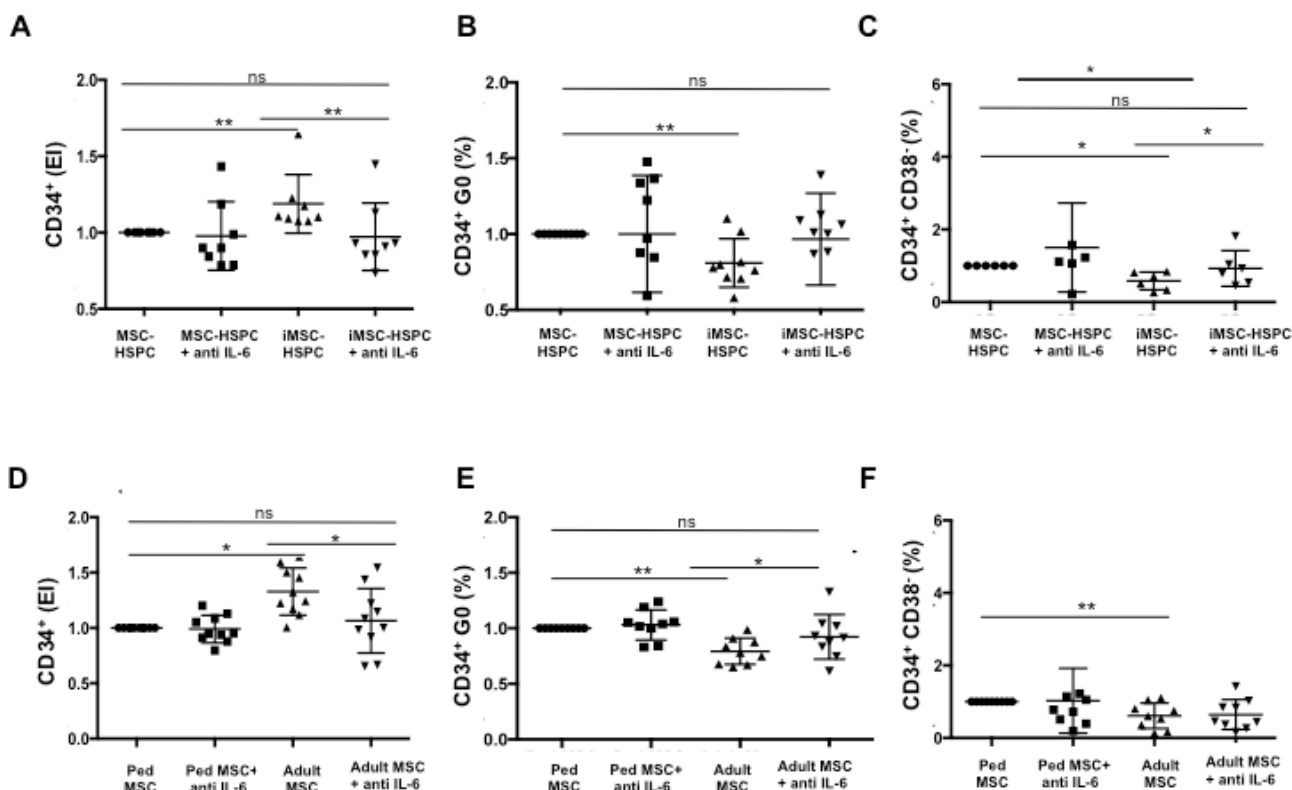 A
B
C
CD34+ (EI)
2.0
1.5
1.0
0.5
ns
**
**
MSC-
HSPC
MSC-HSPC
+ anti IL-6
iMSC-
HSPC
iMSC-HSPC
+ anti IL-6
CD34+ G0 (%)
2.0
1.5
1.0
0.5
ns
**
MSC-
HSPC
MSC-HSPC
+ anti IL-6
iMSC-
HSPC
iMSC-HSPC
+ anti IL-6
CD34+ CD38- (%)
6
4
2
0
*
ns
*
*
MSC-
HSPC
MSC-HSPC
+ anti IL-6
iMSC-
HSPC
iMSC-HSPC
+ anti IL-6
D
E
F
CD34+ (EI)
2.0
1.5
1.0
0.5
0.0
ns
*
*
Ped
MSC
Ped MSC+
anti IL-6
Adult
MSC
Adult MSC
+ anti IL-6
CD34+ G0 (%)
2.0
1.5
1.0
0.5
0.0
ns
**
*
Ped
MSC
Ped MSC+
anti IL-6
Adult
MSC
Adult MSC
+ anti IL-6
CD34+ CD38- (%)
6
4
2
0
**
Ped
MSC
Ped MSC+
anti IL-6
Adult
MSC
Adult MSC
+ anti IL-6